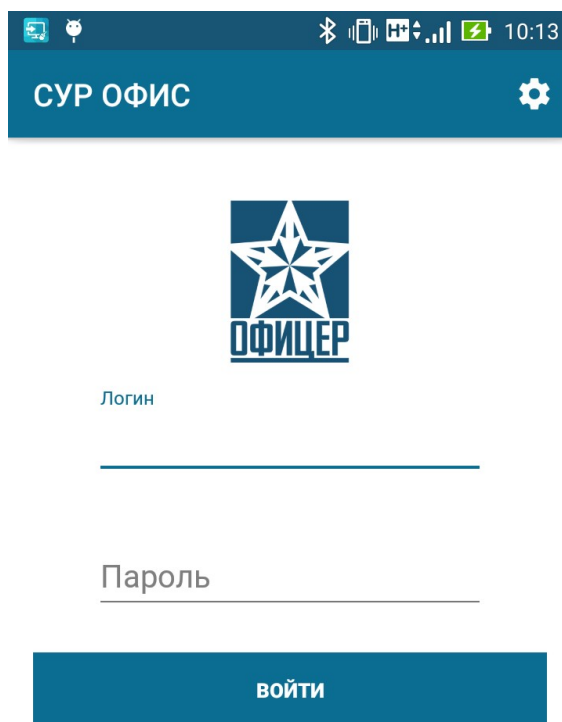 H+ 10:13
СУР ОФИС
ОФИЦЕР
Логин
Пароль
ВОЙТИ